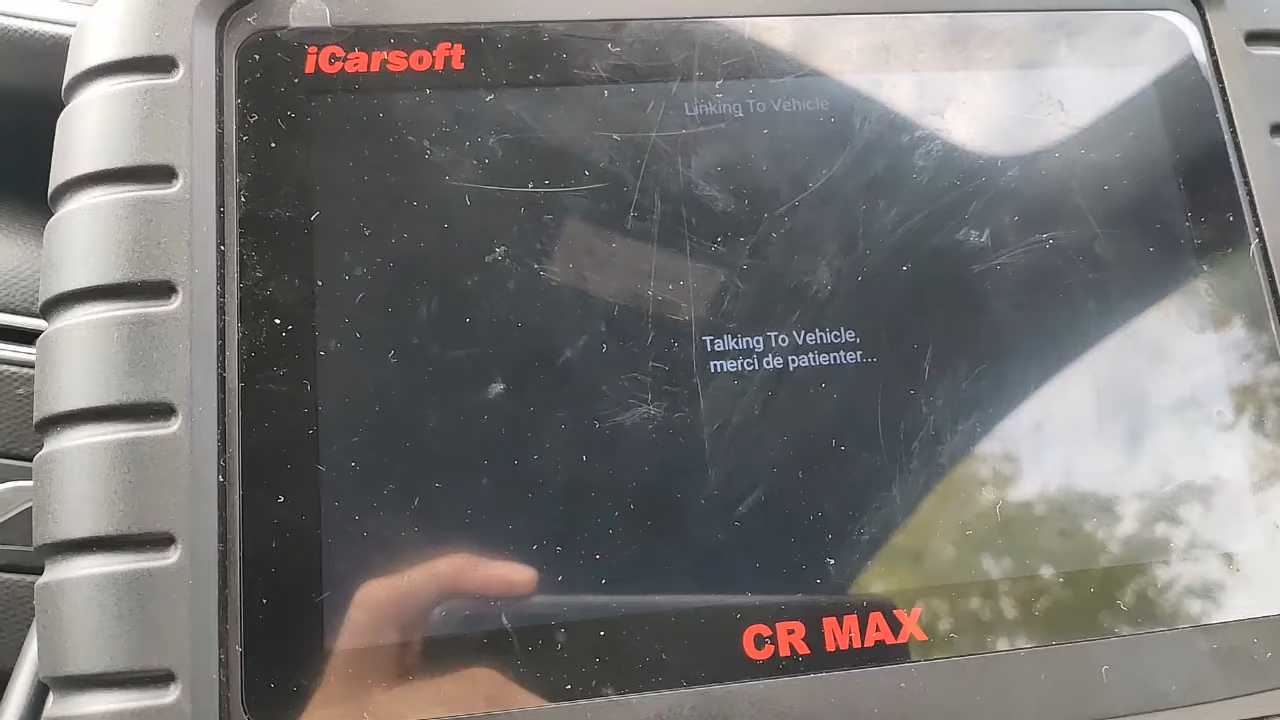 iCarsoft
Linking To Vehicle
Talking To Vehicle,
merci de patienter...
CR MAX